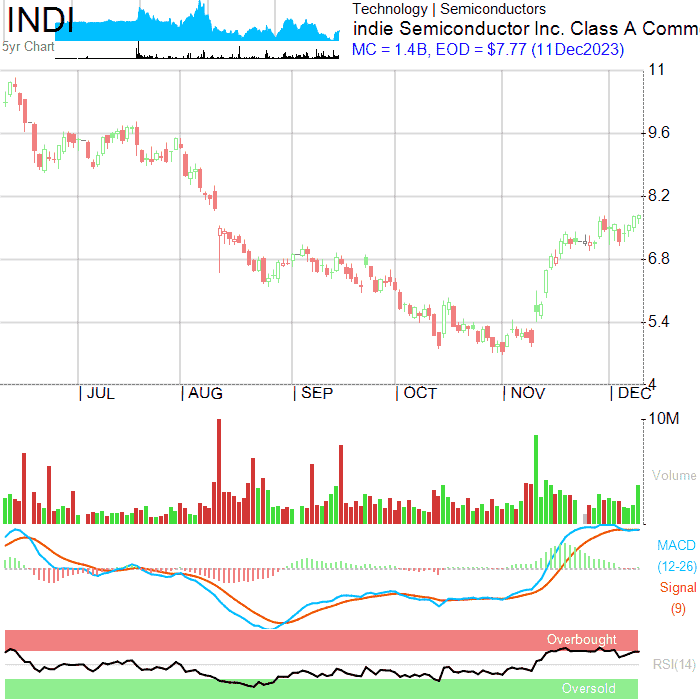 INDI
Technology | Semiconductors
indie Semiconductor Inc. Class A Comm
5yr Chart
MC = 1.4B, EOD = $7.77 (11Dec2023)
11
9.6
8.2
6.8
5.4
4
JUL AUG SEP OCT NOV DEC
10M
Volume
MACD
(12-26)
Signal
(9)
Overbought
RSI(14)
Oversold